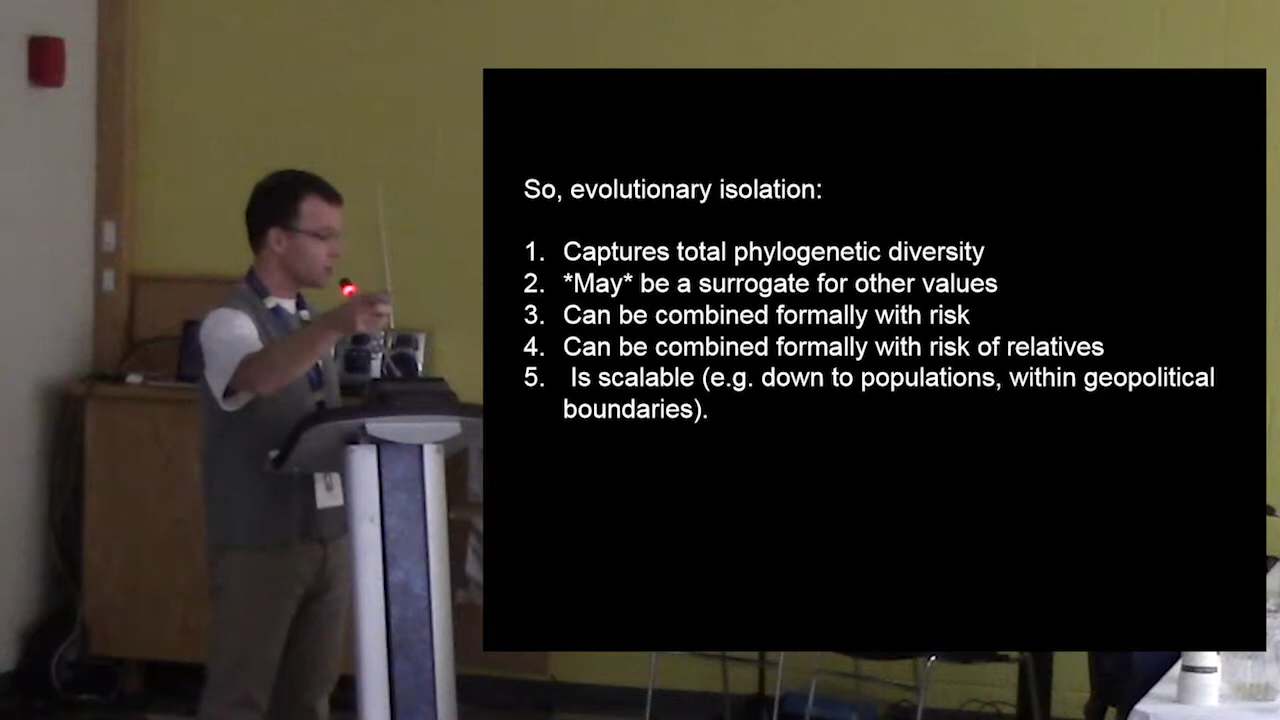 So, evolutionary isolation:
1. Captures total phylogenetic diversity
2. *May* be a surrogate for other values
3. Can be combined formally with risk
4. Can be combined formally with risk of relatives
5. Is scalable (e.g. down to populations, within geopolitical
boundaries).